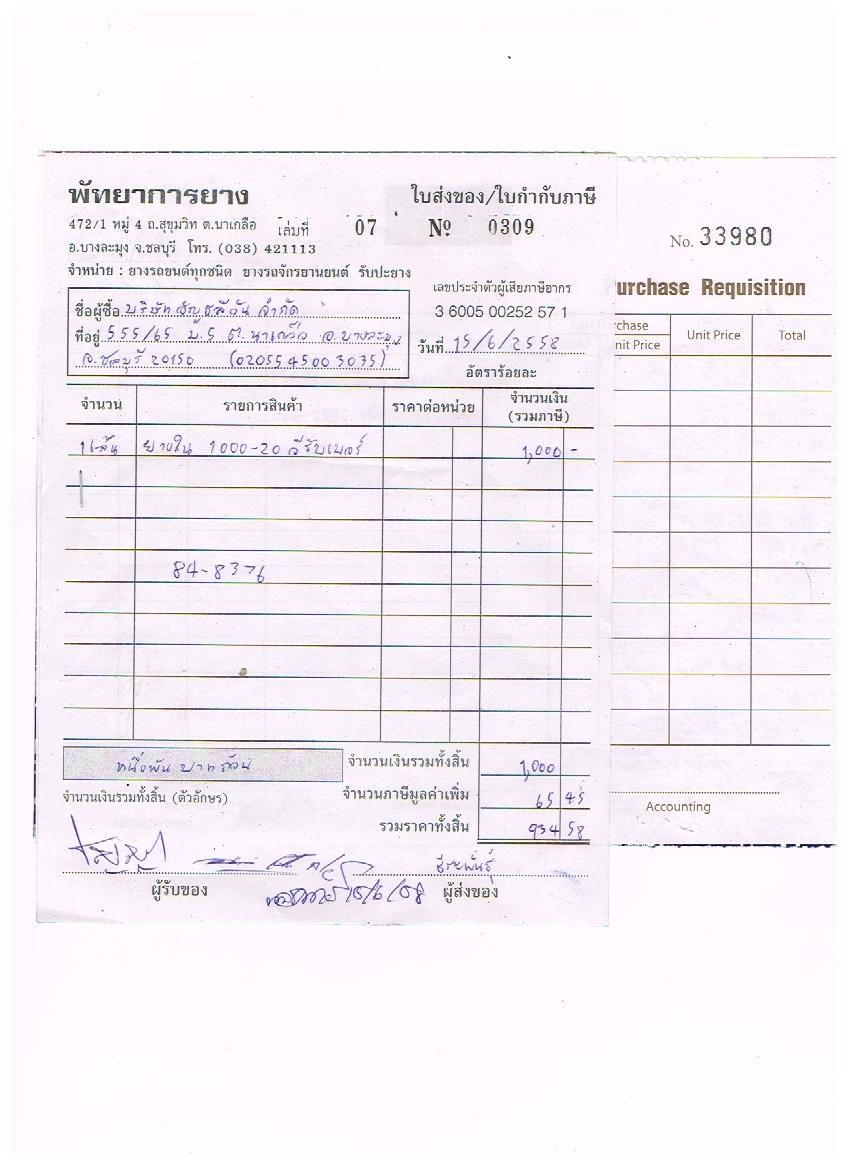 พัทยาการยาง
ใบส่งของ/ใบกำกับภาษี
472/1 หมู่ 4 ถ.สุขุมวิท ต.นาเกลือ เล่มที่ 07 Nº 0309
อ.บางละมุง จ.ชลบุรี โทร. (038) 421113
จำหน่าย : ยางรถยนต์ทุกชนิด ยางรถจักรยานยนต์ รับปะยาง
เลขประจำตัวผู้เสียภาษีอากร
3 6005 00252 57 1
ชื่อผู้ซื้อ บริษัท จำกัด
ที่อยู่ 555/65 ม.5 ต.นาเกลือ อ.บางละมุง
จ.ชลบุรี 20150 (0205545003035)
วันที่ 15/6/2558
อัตราร้อยละ
จำนวน รายการสินค้า ราคาต่อหน่วย จำนวนเงิน
(รวมภาษี)
1 เส้น ยางใน 1000-20 วีรับเบอร์ 1,000 -
84-8376
หนึ่งพันบาทถ้วน
จำนวนเงินรวมทั้งสิ้น 1,000
จำนวนเงินรวมทั้งสิ้น (ตัวอักษร)
จำนวนภาษีมูลค่าเพิ่ม 65 45
รวมราคาทั้งสิ้น 934 58
ธีระพันธุ์
ผู้รับของ
ผู้ส่งของ
No. 33980
urchase Requisition
rchase
nit Price
Unit Price
Total
Accounting